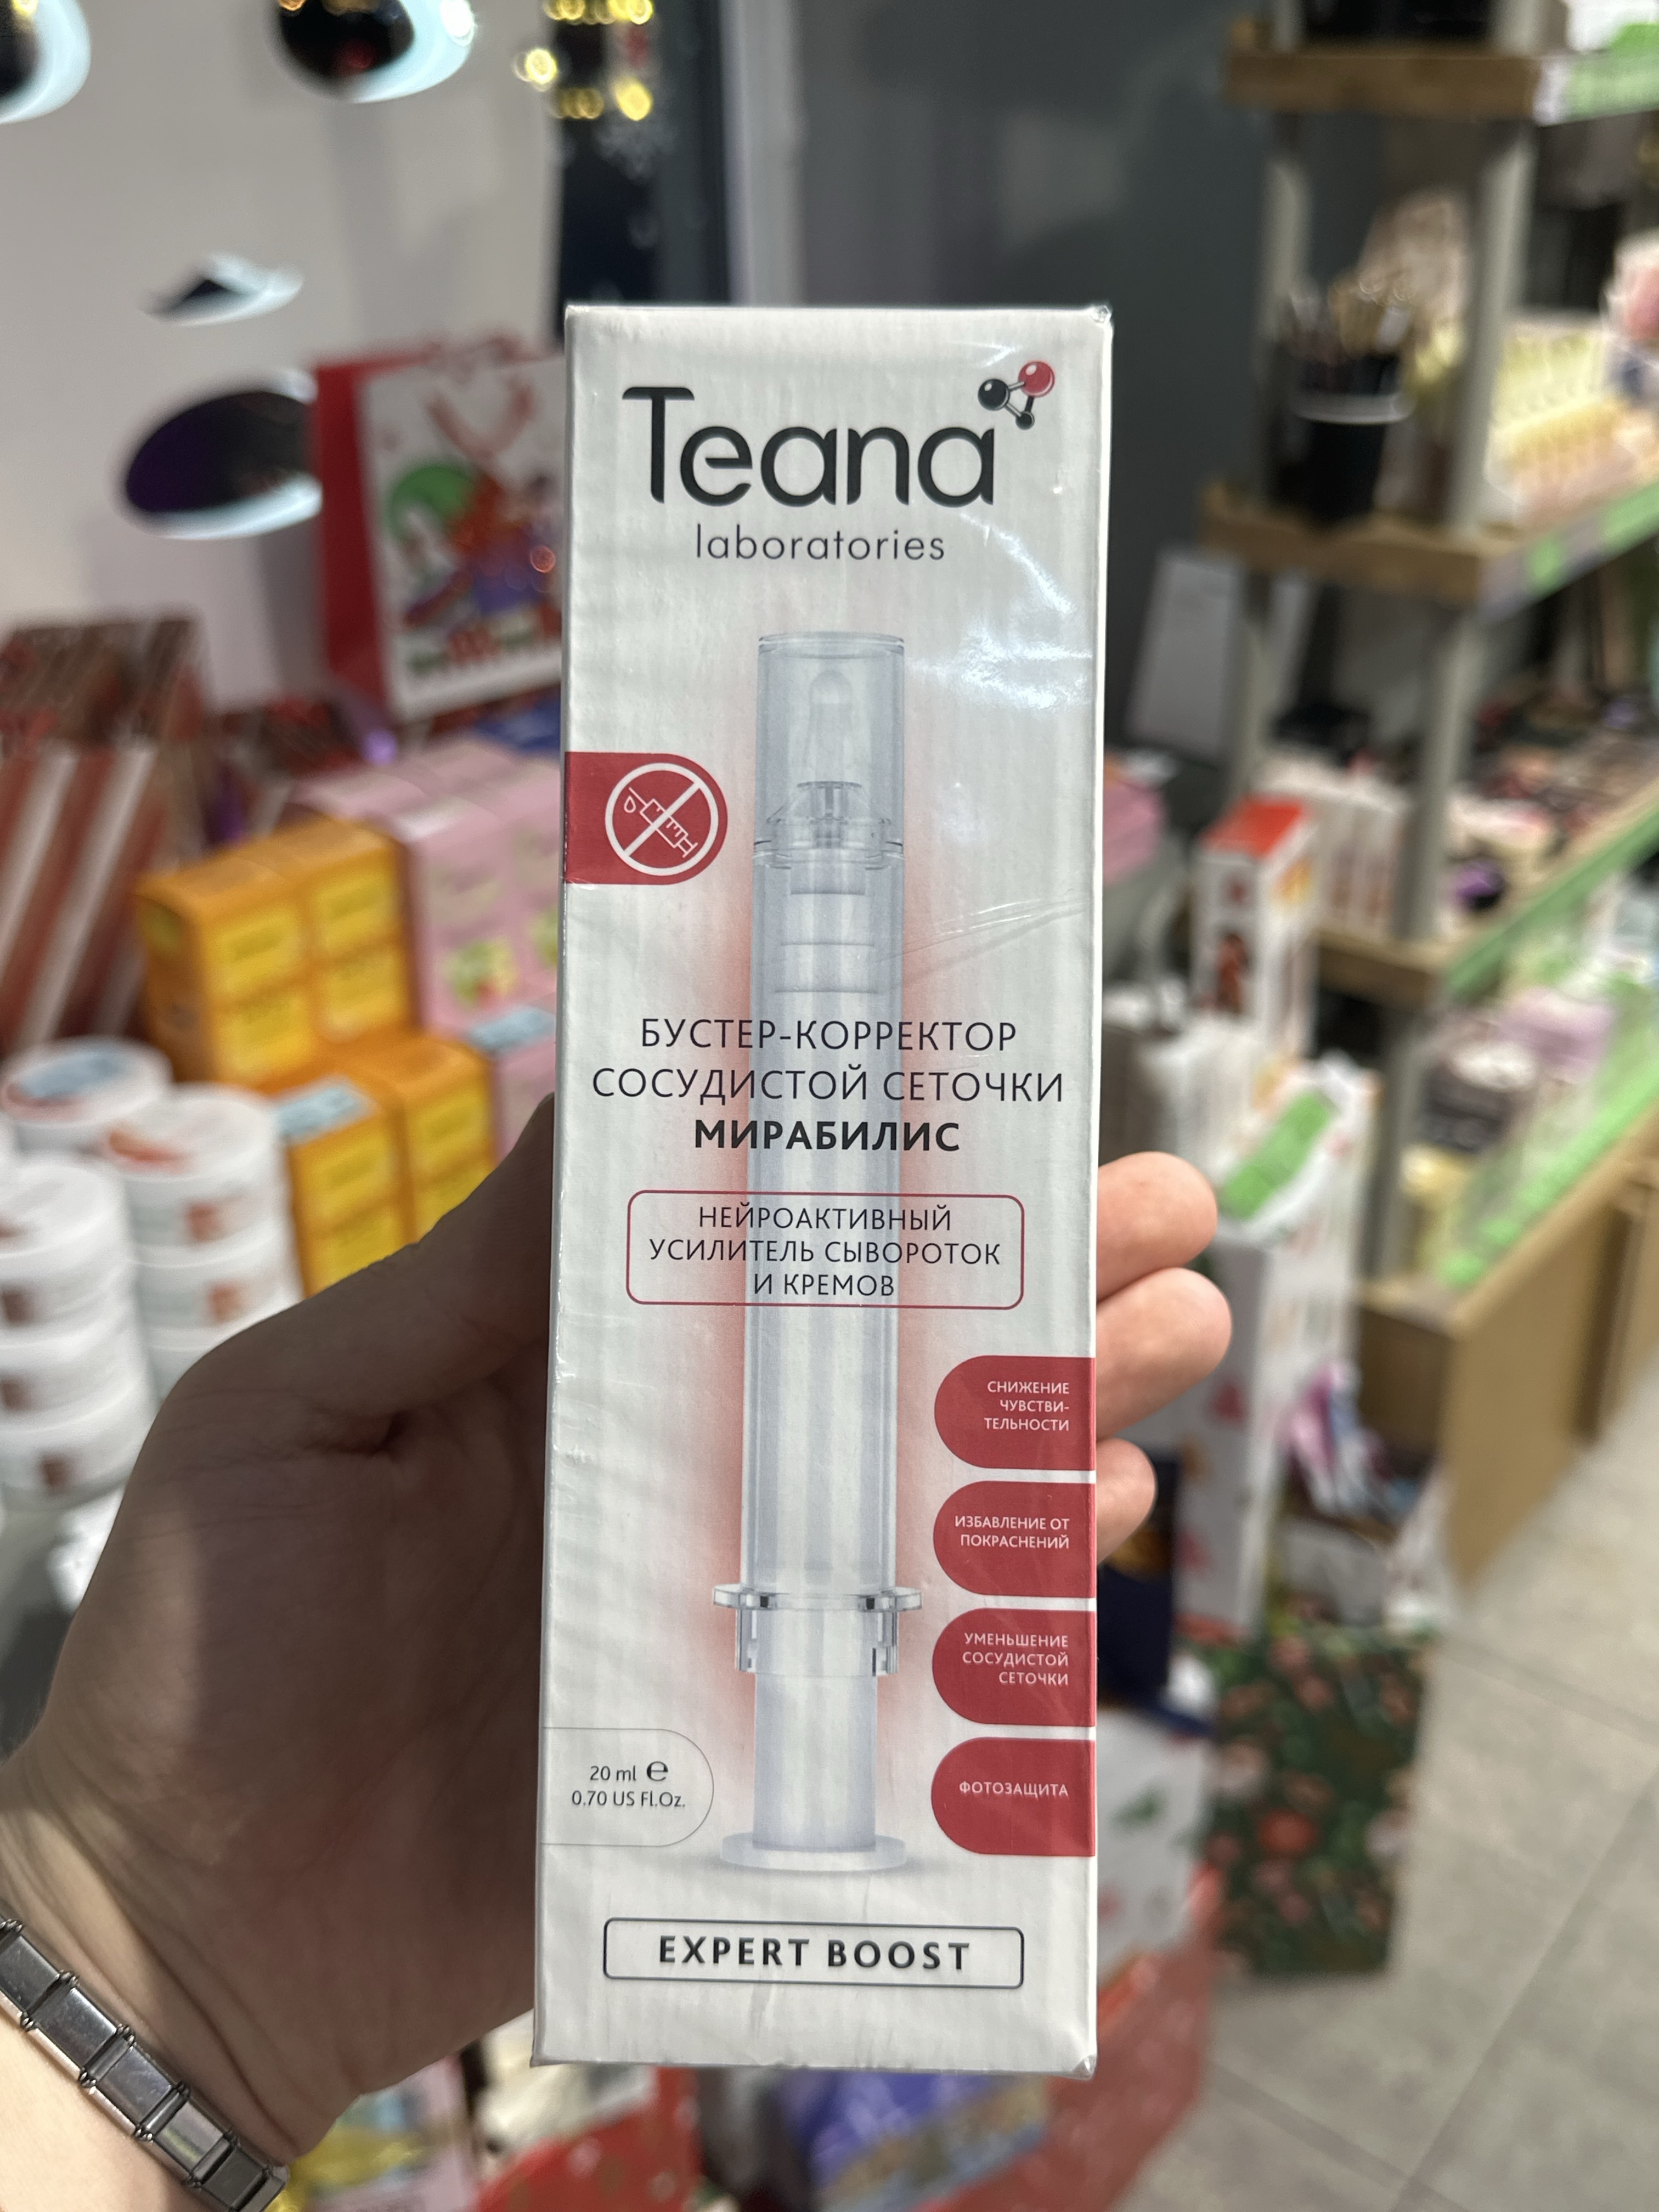 Teana
laboratories
БУСТЕР-КОРРЕКТОР
СОСУДИСТОЙ СЕТОЧКИ
МИРАБИЛИС
НЕЙРОАКТИВНЫЙ
УСИЛИТЕЛЬ СЫВОРОТОК
И КРЕМОВ
СНИЖЕНИЕ
ЧУВСТВИ-
ТЕЛЬНОСТИ
ИЗБАВЛЕНИЕ ОТ
ПОКРАСНЕНИЙ
УМЕНЬШЕНИЕ
СОСУДИСТОЙ
СЕТОЧКИ
ФОТОЗАЩИТА
20 ml ℮
0.70 US Fl.Oz.
EXPERT BOOST